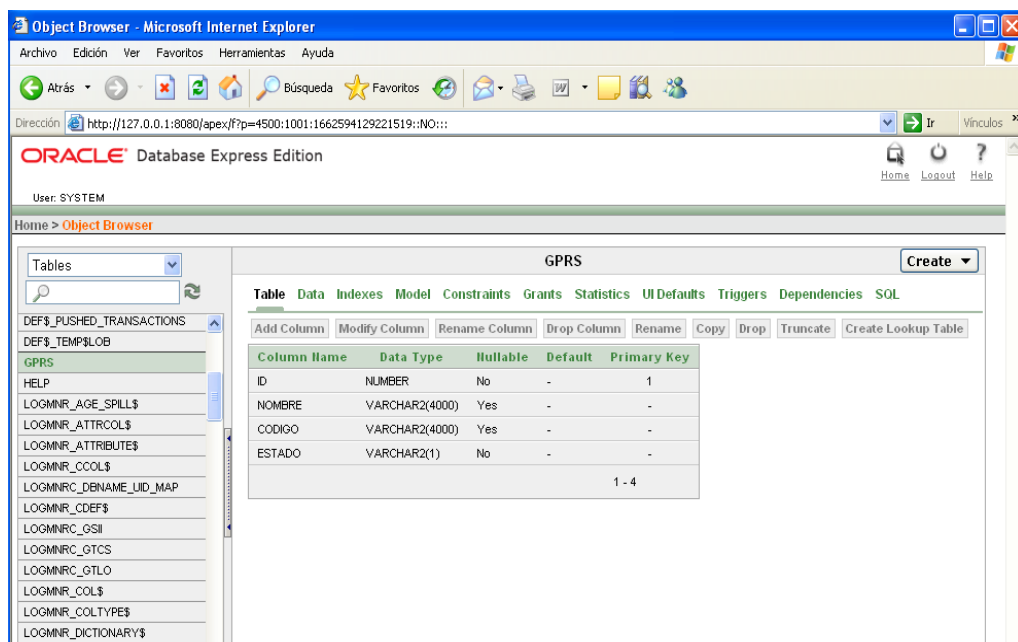 Object Browser - Microsoft Internet Explorer
Archivo Edición Ver Favoritos Herramientas Ayuda
Atrás Búsqueda Favoritos
Dirección http://127.0.0.1:8080/apex/f?p=4500:1001:1662594129221519::NO::: Ir Vínculos »
ORACLE Database Express Edition
Home Logout Help
User: SYSTEM
Home > Object Browser
Tables
GPRS
Create
Table Data Indexes Model Constraints Grants Statistics UI Defaults Triggers Dependencies SQL
Add Column Modify Column Rename Column Drop Column Rename Copy Drop Truncate Create Lookup Table
Column Name Data Type Nullable Default Primary Key
ID NUMBER No - 1
NOMBRE VARCHAR2(4000) Yes - -
CODIGO VARCHAR2(4000) Yes - -
ESTADO VARCHAR2(1) No - -
1 - 4
DEF$_PUSHED_TRANSACTIONS
DEF$_TEMP$LOB
GPRS
HELP
LOGMNR_AGE_SPILL$
LOGMNR_ATTRCOL$
LOGMNR_ATTRIBUTE$
LOGMNR_CCOL$
LOGMNRC_DBNAME_UID_MAP
LOGMNR_CDEF$
LOGMNRC_GSII
LOGMNRC_GTCS
LOGMNRC_GTLO
LOGMNR_COL$
LOGMNR_COLTYPE$
LOGMNR_DICTIONARY$